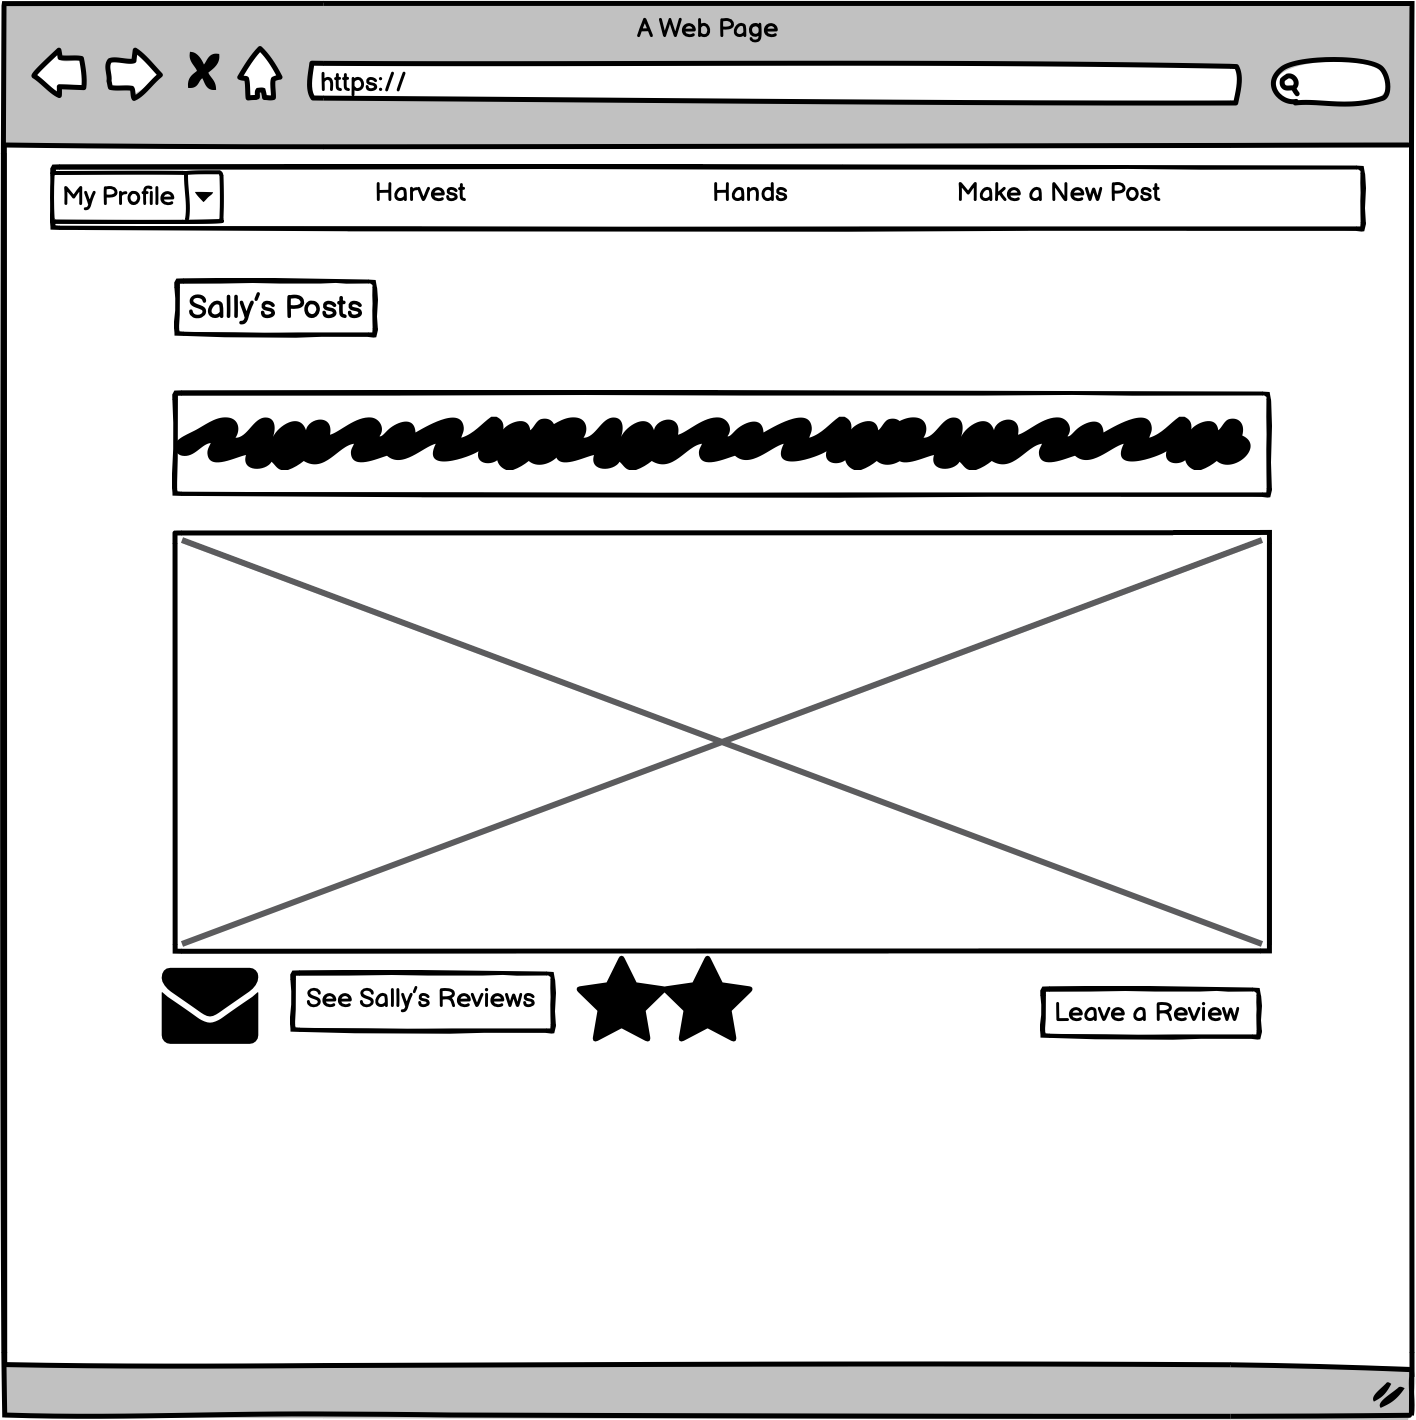 A Web Page
https://
My Profile
Harvest
Hands
Make a New Post
Sally's Posts
See Sally's Reviews
Leave a Review